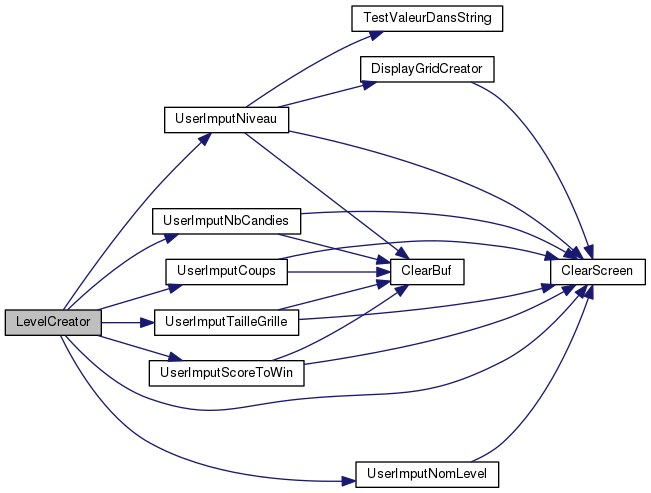 TestValeurDansString
DisplayGridCreator
UserImputNiveau
UserImputNbCandies
UserImputCoups
ClearBuf
ClearScreen
LevelCreator
UserImputTailleGrille
UserImputScoreToWin
UserImputNomLevel